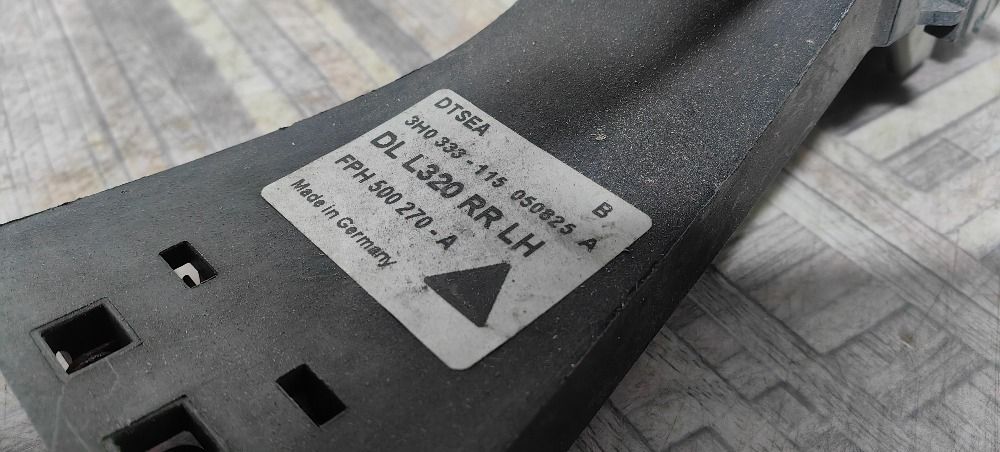 DTSEA B
3H0 333 - 115 050825 A
DL L320 RR LH
FPH 500 270 - A
Made in Germany